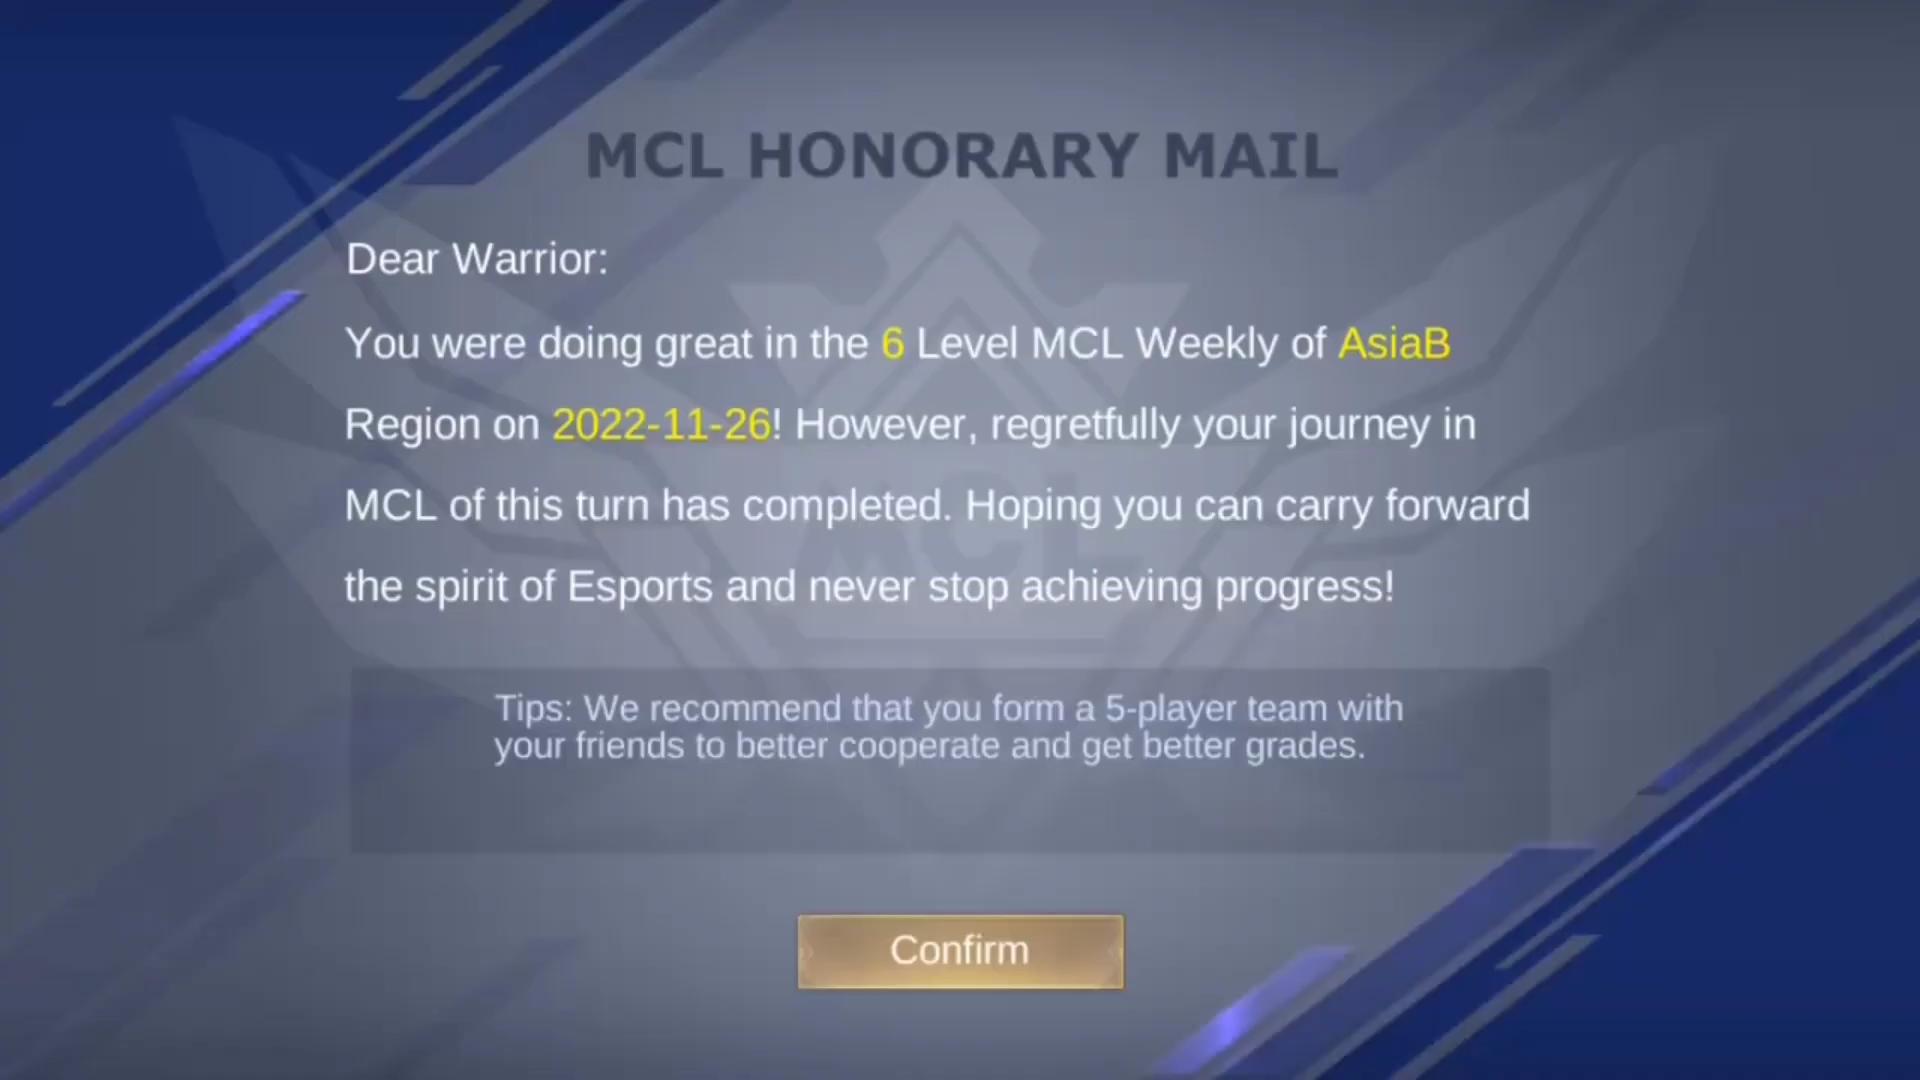 MCL HONORARY MAIL
Dear Warrior:
You were doing great in the 6 Level MCL Weekly of AsiaB
Region on 2022-11-26! However, regretfully your journey in
MCL of this turn has completed. Hoping you can carry forward
MCL
the spirit of Esports and never stop achieving progress!
Tips: We recommend that you form a 5-player team with
your friends to better cooperate and get better grades.
Confirm